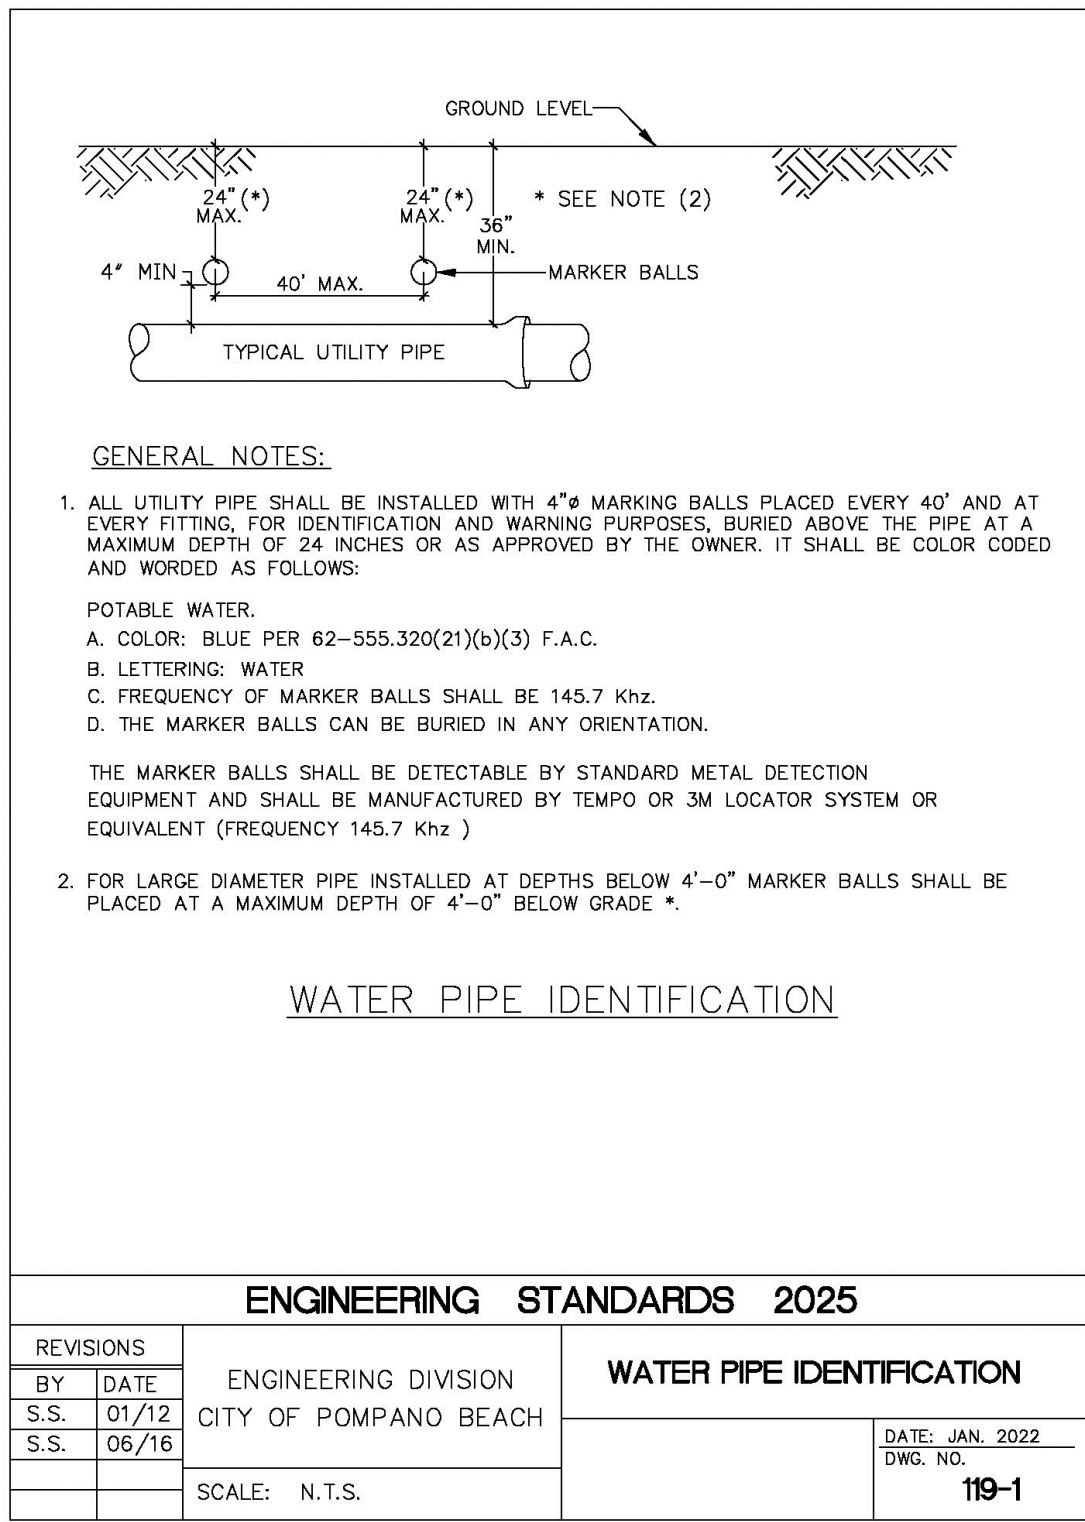 GROUND LEVEL
24" (*)
MAX.
24" (*)
MAX.
* SEE NOTE (2)
36"
MIN.
4" MIN
40' MAX.
MARKER BALLS
TYPICAL UTILITY PIPE
GENERAL NOTES:
1. ALL UTILITY PIPE SHALL BE INSTALLED WITH 4"ø MARKING BALLS PLACED EVERY 40' AND AT
EVERY FITTING, FOR IDENTIFICATION AND WARNING PURPOSES, BURIED ABOVE THE PIPE AT A
MAXIMUM DEPTH OF 24 INCHES OR AS APPROVED BY THE OWNER. IT SHALL BE COLOR CODED
AND WORDED AS FOLLOWS:
POTABLE WATER.
A. COLOR: BLUE PER 62-555.320(21)(b)(3) F.A.C.
B. LETTERING: WATER
C. FREQUENCY OF MARKER BALLS SHALL BE 145.7 Khz.
D. THE MARKER BALLS CAN BE BURIED IN ANY ORIENTATION.
THE MARKER BALLS SHALL BE DETECTABLE BY STANDARD METAL DETECTION
EQUIPMENT AND SHALL BE MANUFACTURED BY TEMPO OR 3M LOCATOR SYSTEM OR
EQUIVALENT (FREQUENCY 145.7 Khz )
2. FOR LARGE DIAMETER PIPE INSTALLED AT DEPTHS BELOW 4'-0" MARKER BALLS SHALL BE
PLACED AT A MAXIMUM DEPTH OF 4'-0" BELOW GRADE *.
WATER PIPE IDENTIFICATION
ENGINEERING STANDARDS 2025
REVISIONS
BY DATE
S.S. 01/12
S.S. 06/16
ENGINEERING DIVISION
CITY OF POMPANO BEACH
SCALE: N.T.S.
WATER PIPE IDENTIFICATION
DATE: JAN. 2022
DWG. NO.
119-1